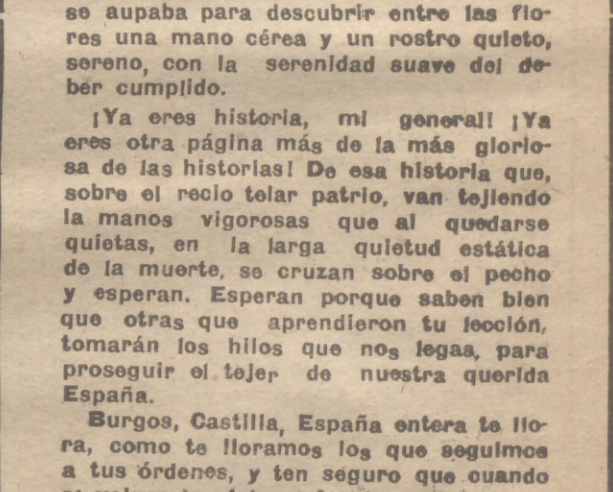 se aupaba para descubrir entre las flo-
res una mano cérea y un rostro quieto,
sereno, con la serenidad suave del de-
ber cumplido.
¡Ya eres historia, mi general! ¡Ya
eres otra página más de la más glorio-
sa de las historias! De esa historia que,
sobre el recio telar patrio, van tejiendo
la manos vigorosas que al quedarse
quietas, en la larga quietud estática
de la muerte, se cruzan sobre el pecho
y esperan. Esperan porque saben bien
que otras que aprendieron tu lección,
tomarán los hilos que nos legas, para
proseguir el tejer de nuestra querida
España.
Burgos, Castilla, España entera te llo-
ra, como te lloramos los que seguimos
a tus órdenes, y ten seguro que cuando